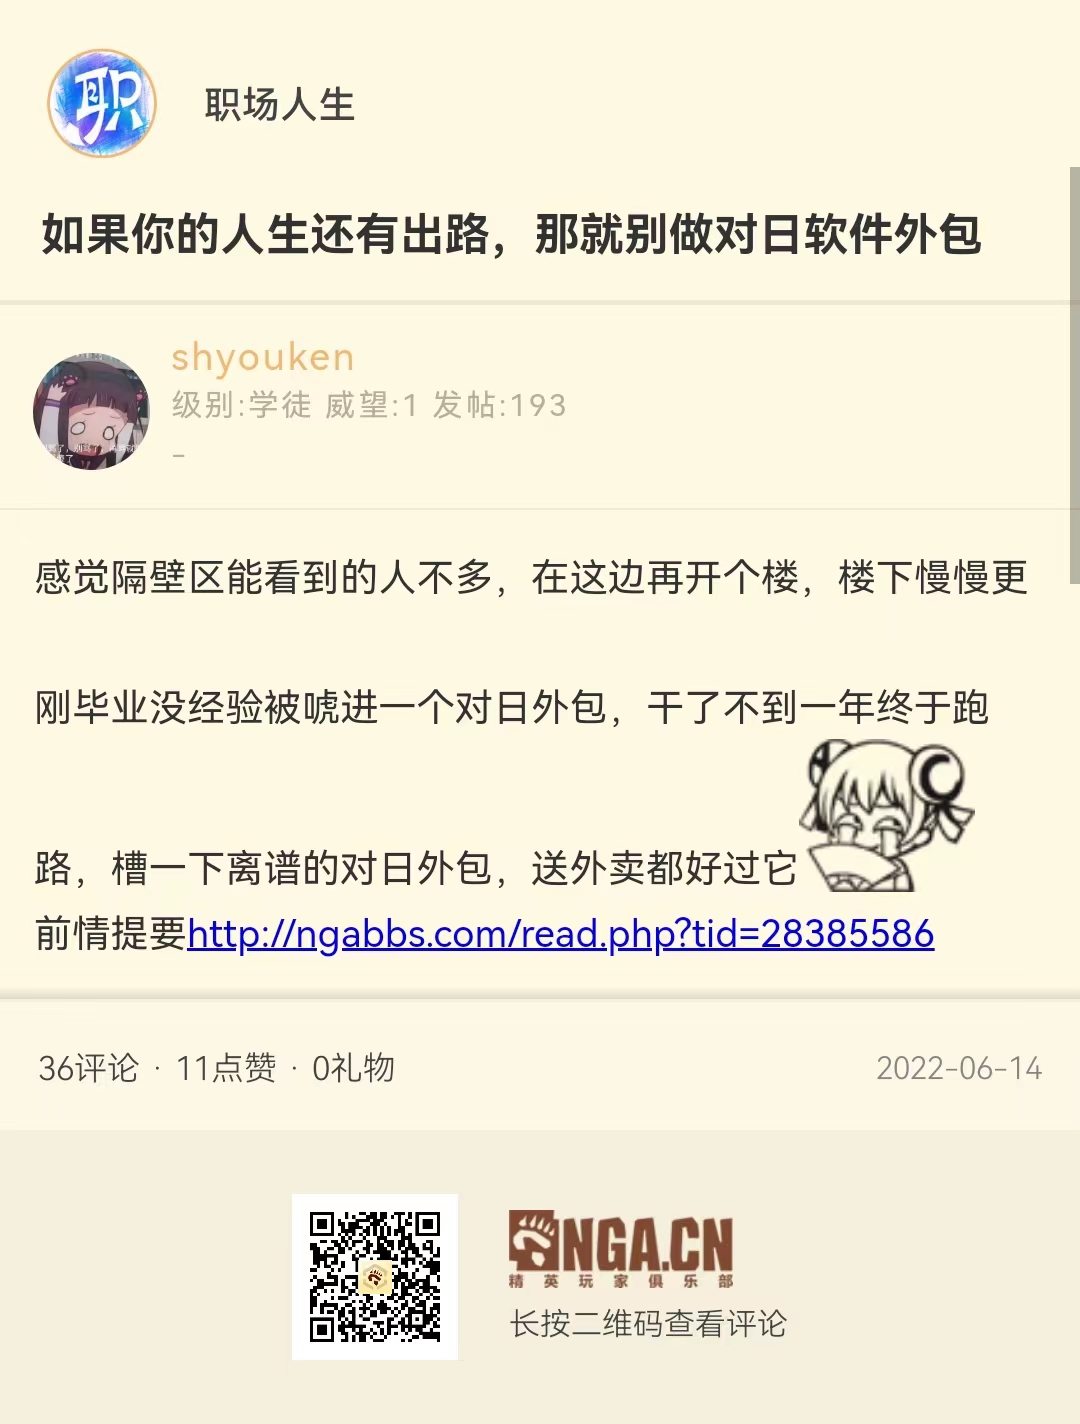 职
职场人生
如果你的人生还有出路，那就别做对日软件外包
shyouken
级别:学徒 威望:1 发帖:193
-
感觉隔壁区能看到的人不多，在这边再开个楼，楼下慢慢更
刚毕业没经验被唬进一个对日外包，干了不到一年终于跑
路，槽一下离谱的对日外包，送外卖都好过它
前情提要http://ngabbs.com/read.php?tid=28385586
36评论 · 11点赞 · 0礼物
2022-06-14
NGA.CN
精英玩家俱乐部
长按二维码查看评论